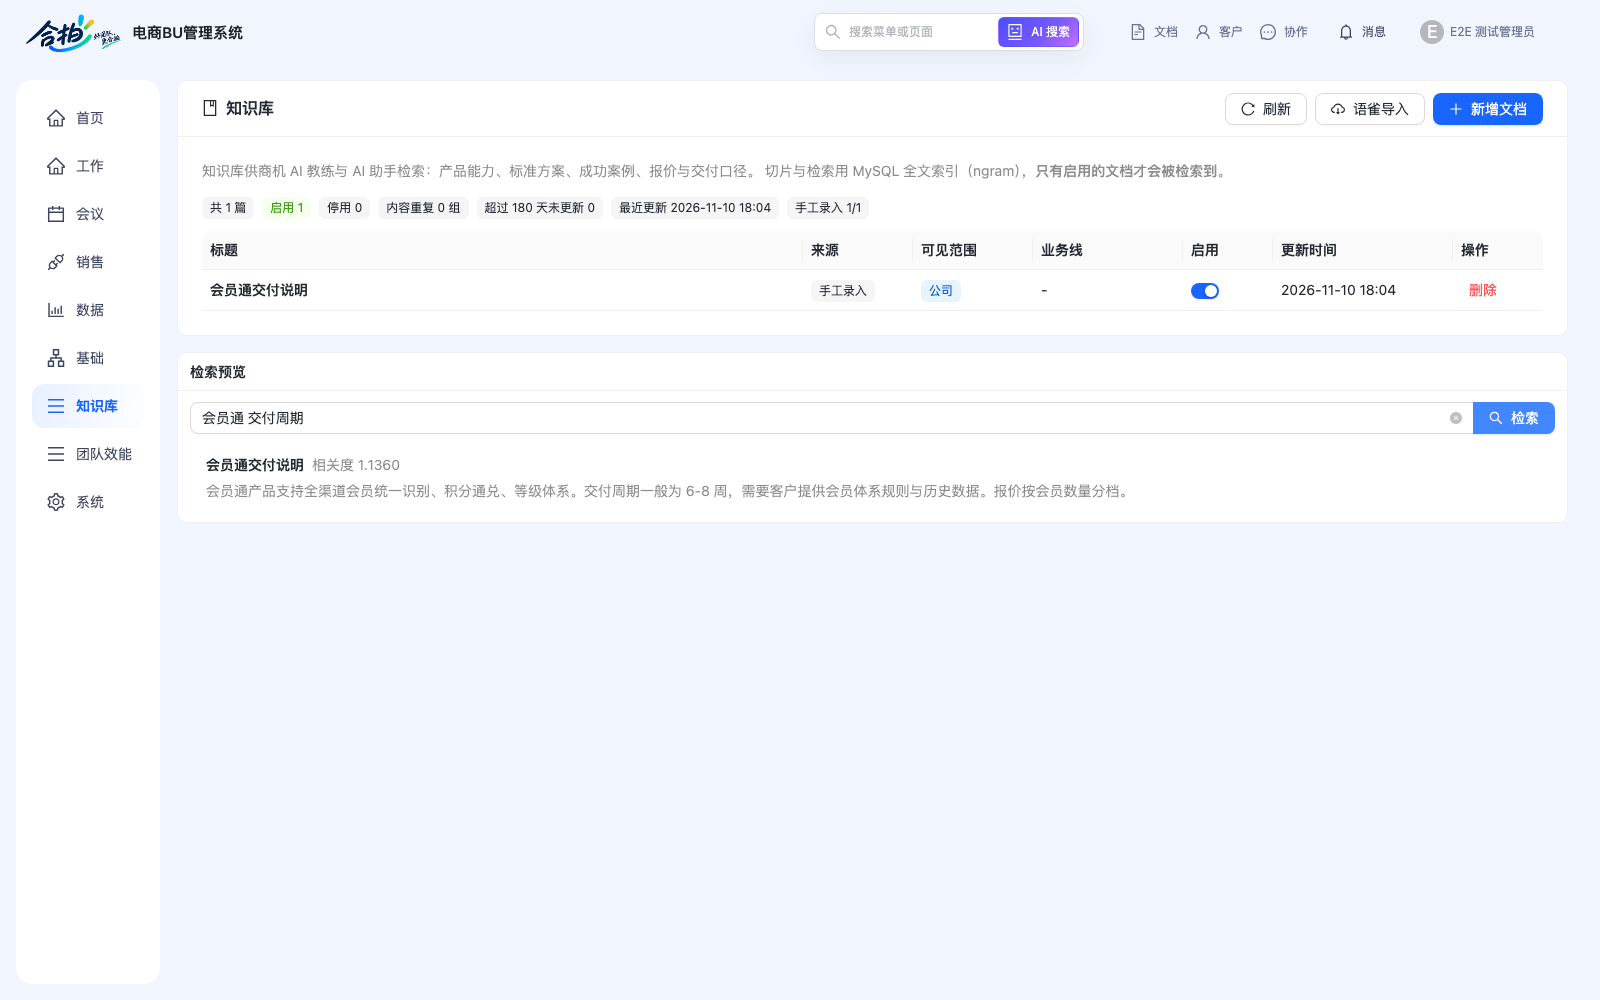 合拍
电商BU管理系统
搜索菜单或页面
AI 搜索
文档
客户
协作
消息
E
E2E 测试管理员
首页
工作
会议
销售
数据
基础
知识库
团队效能
系统
知识库
刷新
语雀导入
新增文档
知识库供商机 AI 教练与 AI 助手检索：产品能力、标准方案、成功案例、报价与交付口径。 切片与检索用 MySQL 全文索引（ngram），只有启用的文档才会被检索到。
共 1 篇 启用 1 停用 0 内容重复 0 组 超过 180 天未更新 0 最近更新 2026-11-10 18:04 手工录入 1/1
标题 来源 可见范围 业务线 启用 更新时间 操作
会员通交付说明 手工录入 公司 - 2026-11-10 18:04 删除
检索预览
会员通 交付周期
检索
会员通交付说明 相关度 1.1360
会员通产品支持全渠道会员统一识别、积分通兑、等级体系。交付周期一般为 6-8 周，需要客户提供会员体系规则与历史数据。报价按会员数量分档。